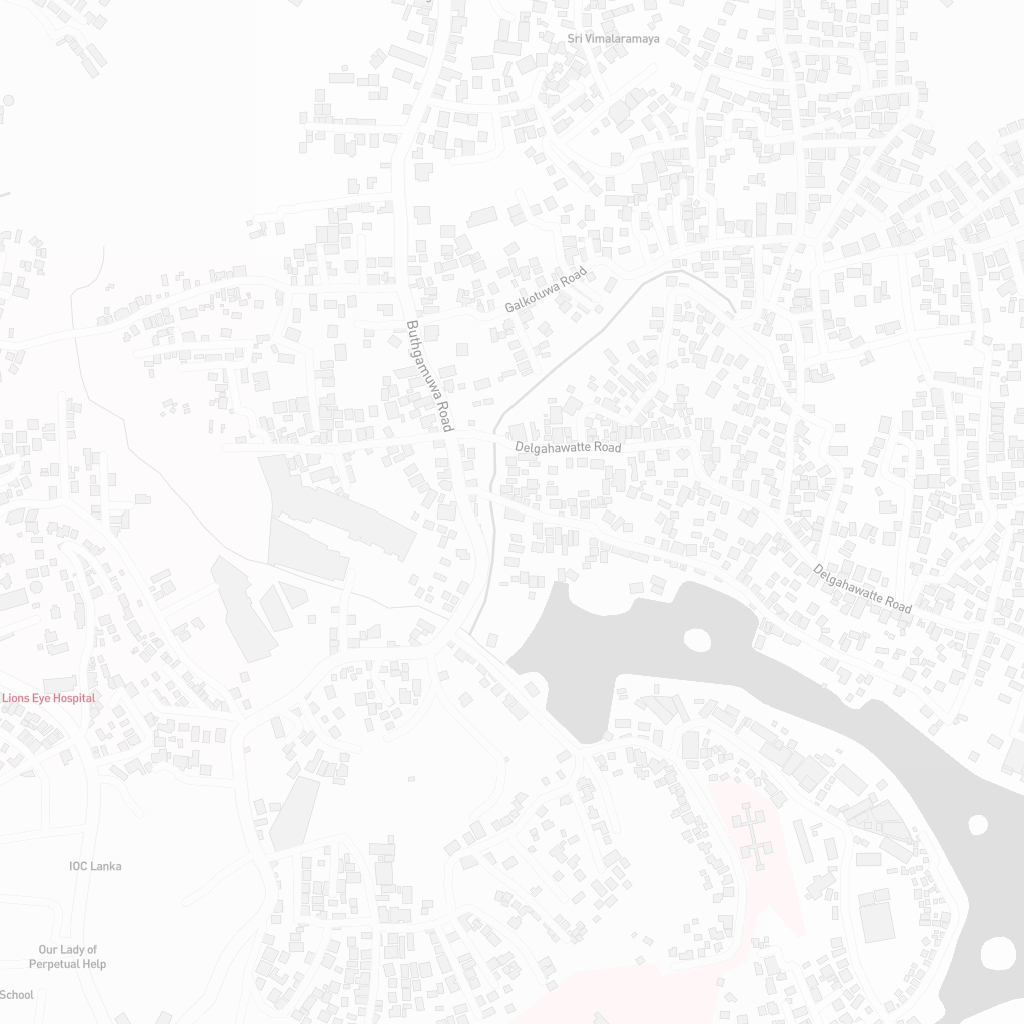 Sri Vimalaramaya
Galkotuwa Road
Buthgamuwa Road
Delgahawatte Road
Delgahawatte Road
Lions Eye Hospital
IOC Lanka
Our Lady of
Perpetual Help
School